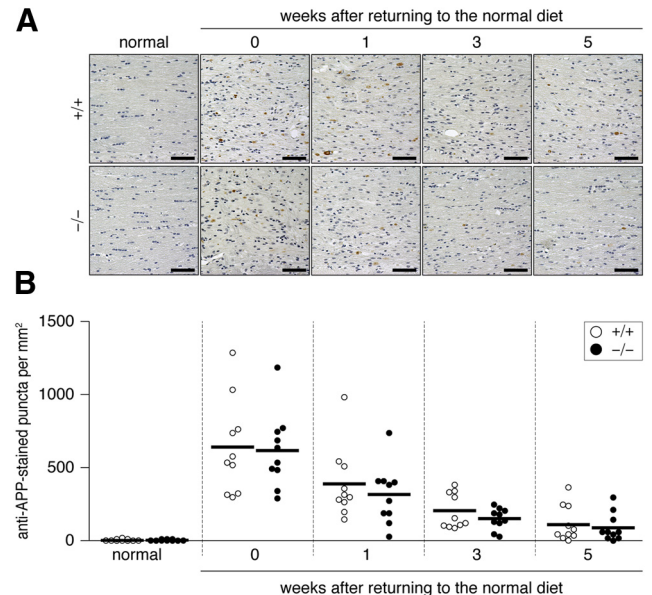 A
weeks after returning to the normal diet
normal 0 1 3 5
+/+
−/−
B
anti-APP-stained puncta per mm²
1500
1000
500
0
○ +/+
● −/−
normal 0 1 3 5
weeks after returning to the normal diet